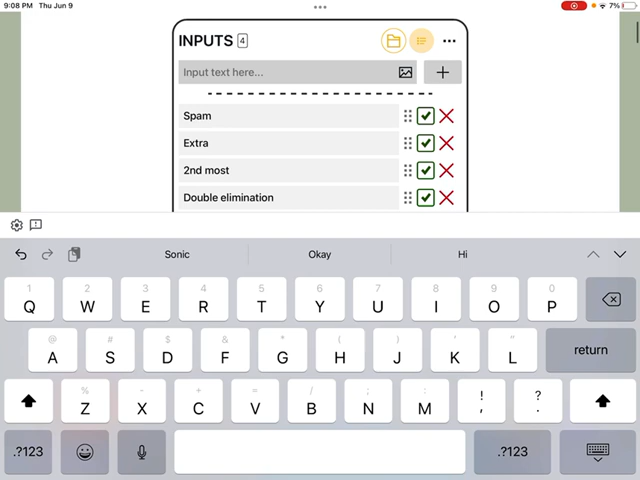 9:08 PM Thu Jun 9 7%
INPUTS 4
Input text here...
Spam
Extra
2nd most
Double elimination
Sonic Okay Hi
1 2 3 4 5 6 7 8 9 0
Q W E R T Y U I O P
@ # $ & * ( ) ' "
A S D F G H J K L return
% - + = / ; : ! ?
Z X C V B N M , .
.?123 .?123